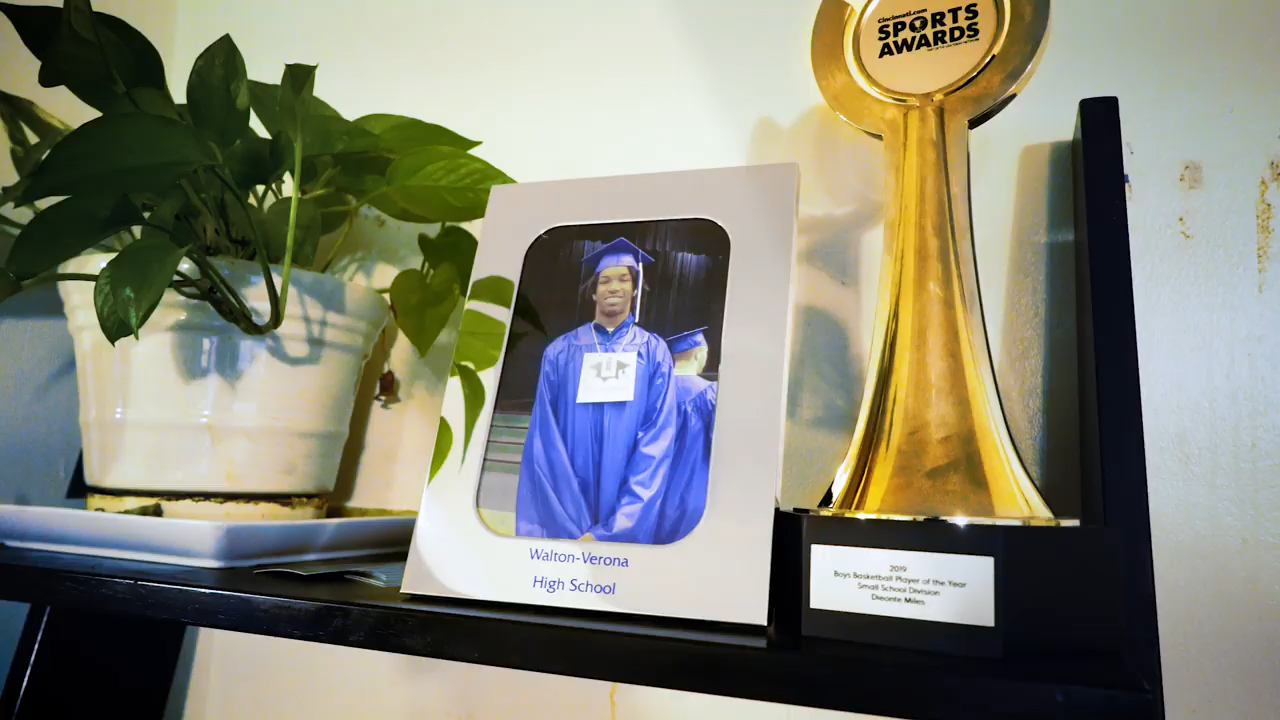 Cincinnati.com
SPORTS
AWARDS
Walton-Verona
High School
2019
Boys Basketball Player of the Year
Small School Division
Dieonte Miles